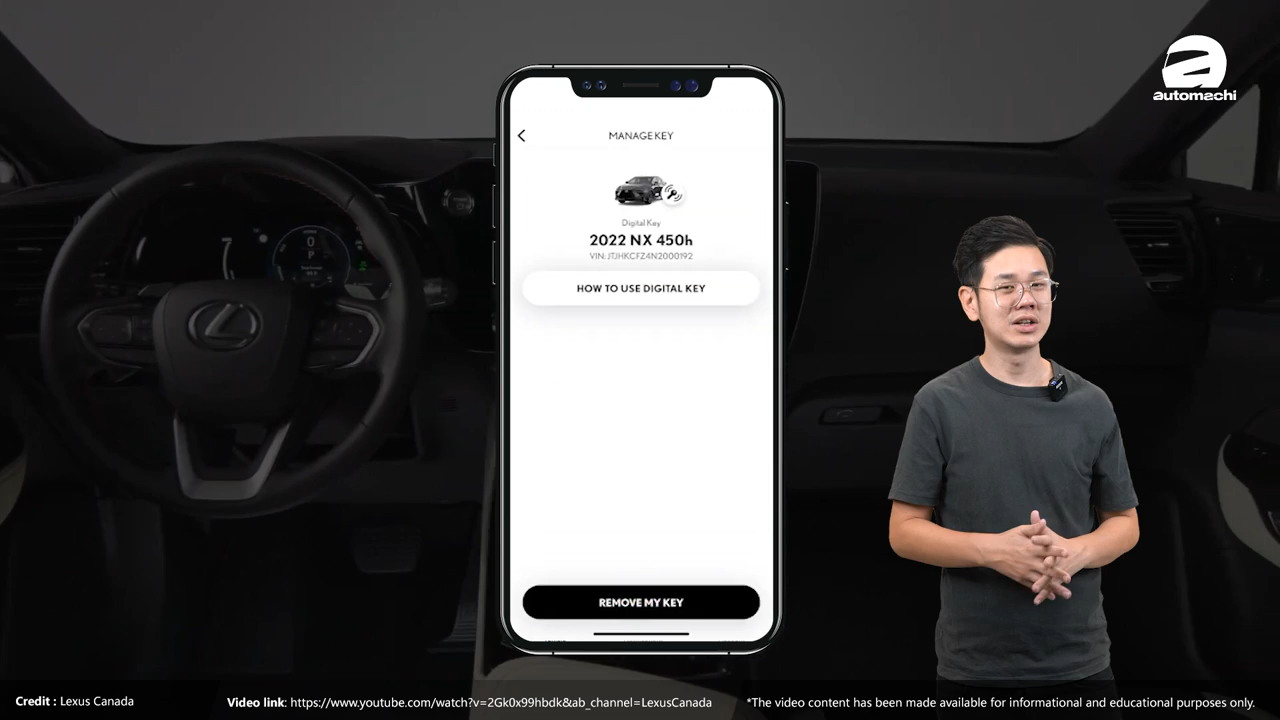 automachi
MANAGE KEY
Digital Key
2022 NX 450h
VIN: JTJHKCFZ4N2000192
HOW TO USE DIGITAL KEY
REMOVE MY KEY
0
P
Credit : Lexus Canada
Video link: https://www.youtube.com/watch?v=2Gk0x99hbdk&ab_channel=LexusCanada
*The video content has been made available for informational and educational purposes only.